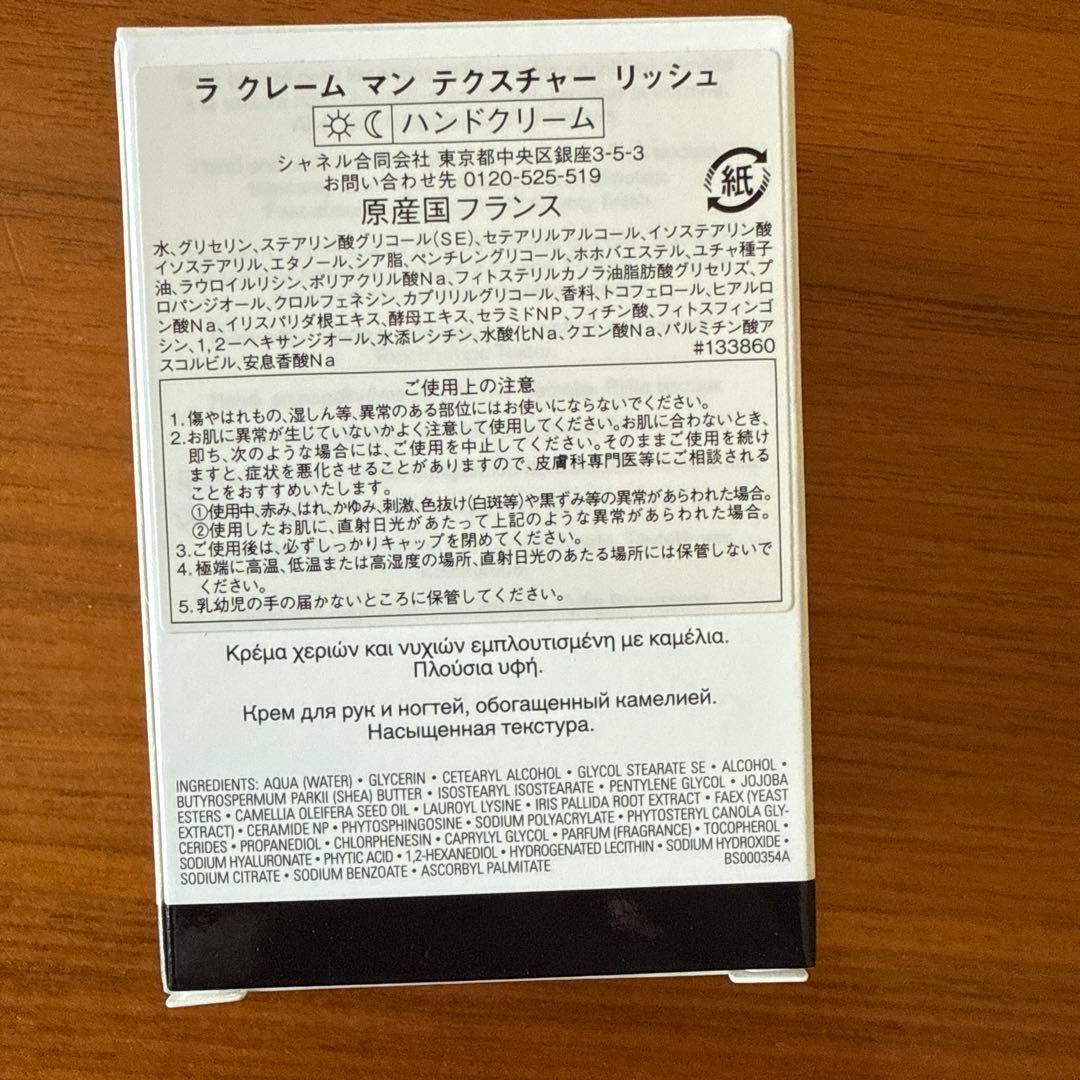 ラ クレーム マン テクスチャー リッシュ
ハンドクリーム
シャネル合同会社 東京都中央区銀座3-5-3
お問い合わせ先 0120-525-519
紙
原産国フランス
水、グリセリン、ステアリン酸グリコール(SE)、セテアリルアルコール、イソステアリン酸
イソステアリル、エタノール、シア脂、ペンチレングリコール、ホホバエステル、ユチャ種子
油、ラウロイルリシン、ポリアクリル酸Na、フィトステリルカノラ油脂肪酸グリセリズ、プ
ロパンジオール、クロルフェネシン、カプリリルグリコール、香料、トコフェロール、ヒアルロ
ン酸Na、イリスパリダ根エキス、酵母エキス、セラミドNP、フィチン酸、フィトスフィンゴ
シン、1,2-ヘキサンジオール、水添レシチン、水酸化Na、クエン酸Na、パルミチン酸ア
スコルビル、安息香酸Na
#133860
ご使用上の注意
1.傷やはれもの、湿しん等、異常のある部位にはお使いにならないでください。
2.お肌に異常が生じていないかよく注意して使用してください。お肌に合わないとき、
即ち、次のような場合には、ご使用を中止してください。そのままご使用を続け
ますと、症状を悪化させることがありますので、皮膚科専門医等にご相談される
ことをおすすめいたします。
①使用中、赤み、はれ、かゆみ、刺激、色抜け(白斑等)や黒ずみ等の異常があらわれた場合。
②使用したお肌に、直射日光があたって上記のような異常があらわれた場合。
3.ご使用後は、必ずしっかりキャップを閉めてください。
4.極端に高温、低温または高湿度の場所、直射日光のあたる場所には保管しないで
ください。
5.乳幼児の手の届かないところに保管してください。
Κρέμα χεριών και νυχιών εμπλουτισμένη με καμέλια.
Πλούσια υφή.
Крем для рук и ногтей, обогащенный камелией.
Насыщенная текстура.
INGREDIENTS: AQUA (WATER) • GLYCERIN • CETEARYL ALCOHOL • GLYCOL STEARATE SE • ALCOHOL •
BUTYROSPERMUM PARKII (SHEA) BUTTER • ISOSTEARYL ISOSTEARATE • PENTYLENE GLYCOL • JOJOBA
ESTERS • CAMELLIA OLEIFERA SEED OIL • LAUROYL LYSINE • IRIS PALLIDA ROOT EXTRACT • FAEX (YEAST
EXTRACT) • CERAMIDE NP • PHYTOSPHINGOSINE • SODIUM POLYACRYLATE • PHYTOSTERYL CANOLA GLY-
CERIDES • PROPANEDIOL • CHLORPHENESIN • CAPRYLYL GLYCOL • PARFUM (FRAGRANCE) • TOCOPHEROL •
SODIUM HYALURONATE • PHYTIC ACID • 1,2-HEXANEDIOL • HYDROGENATED LECITHIN • SODIUM HYDROXIDE •
SODIUM CITRATE • SODIUM BENZOATE • ASCORBYL PALMITATE
BS000354A